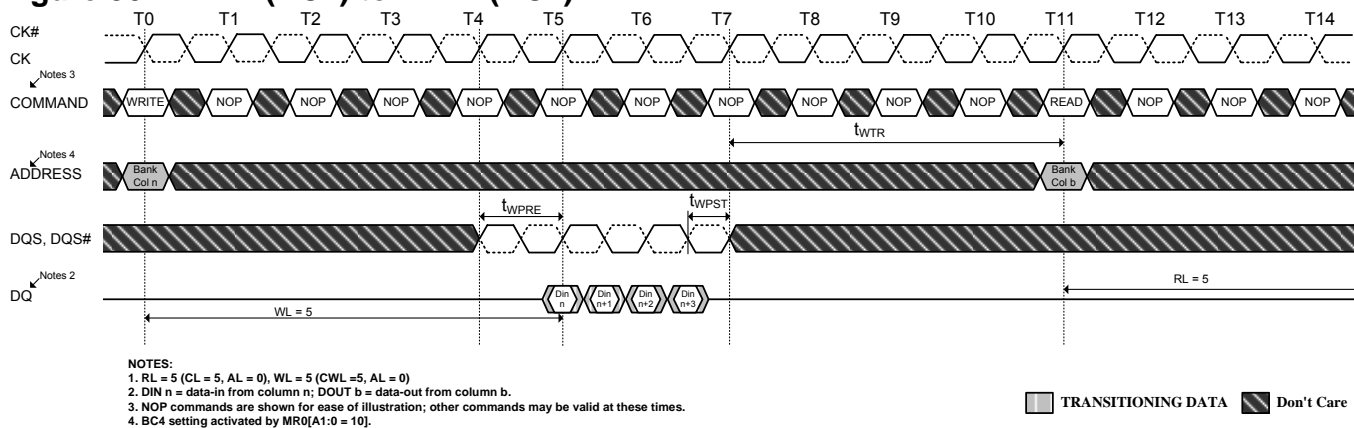 T0 T1 T2 T3 T4 T5 T6 T7 T8 T9 T10 T11 T12 T13 T14
CK#
CK
Notes 3
COMMAND WRITE NOP NOP NOP NOP NOP NOP NOP NOP NOP NOP READ NOP NOP NOP
tWTR
Notes 4
ADDRESS
Bank Col n
Bank Col b
tWPRE
tWPST
DQS, DQS#
Notes 2
DQ
Din n
Din n+1
Din n+2
Din n+3
RL = 5
WL = 5
NOTES:
1. RL = 5 (CL = 5, AL = 0), WL = 5 (CWL =5, AL = 0)
2. DIN n = data-in from column n; DOUT b = data-out from column b.
3. NOP commands are shown for ease of illustration; other commands may be valid at these times.
4. BC4 setting activated by MR0[A1:0 = 10].
TRANSITIONING DATA
Don't Care